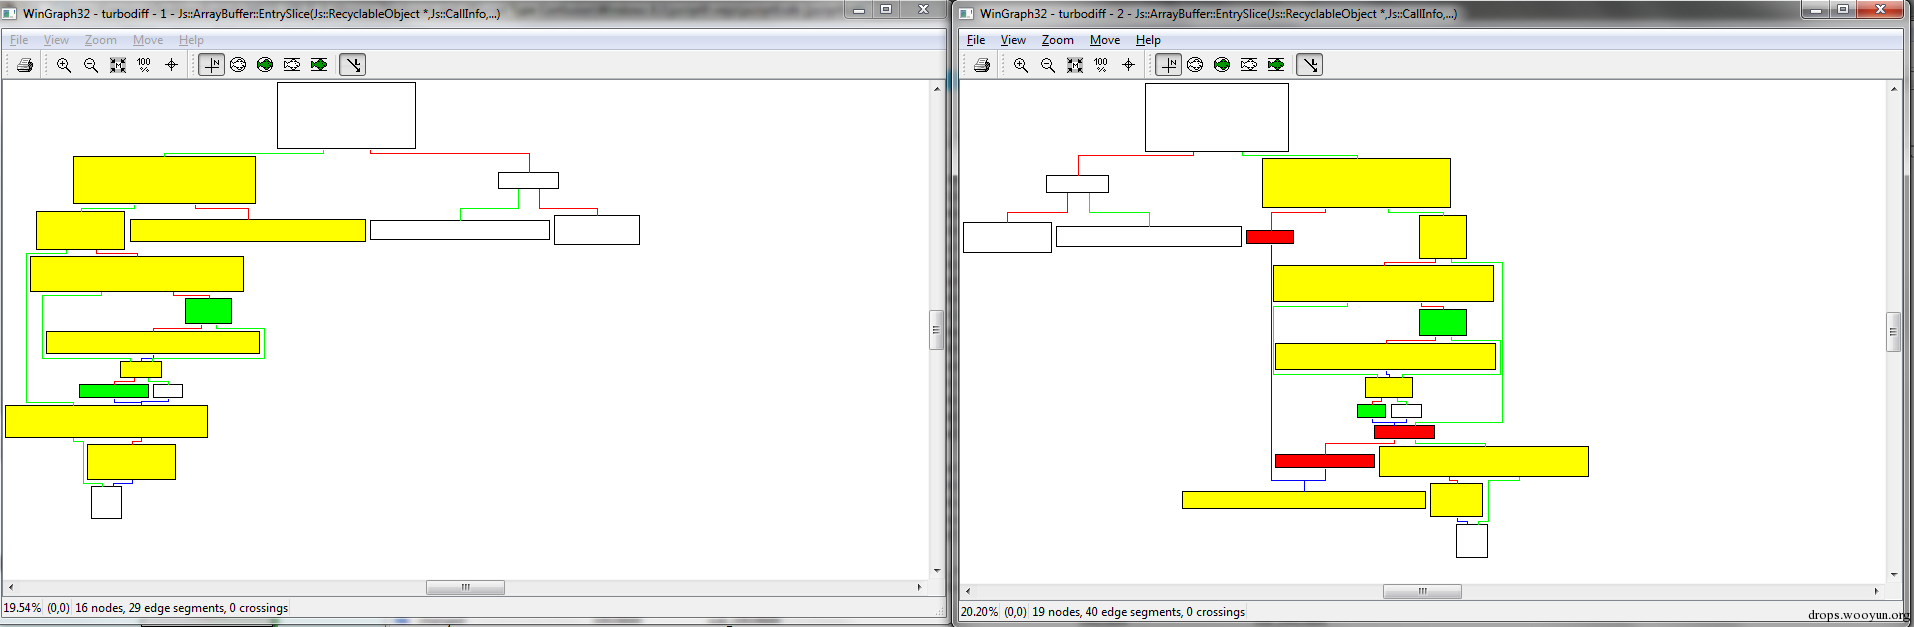 WinGraph32 - turbodiff - 1 - Js::ArrayBuffer::EntrySlice(Js::RecyclableObject *,Js::CallInfo,...)
File View Zoom Move Help
100 %
N
19.54% (0,0) 16 nodes, 29 edge segments, 0 crossings
WinGraph32 - turbodiff - 2 - Js::ArrayBuffer::EntrySlice(Js::RecyclableObject *,Js::CallInfo,...)
File View Zoom Move Help
100 %
N
20.20% (0,0) 19 nodes, 40 edge segments, 0 crossings
drops.wooyun.org